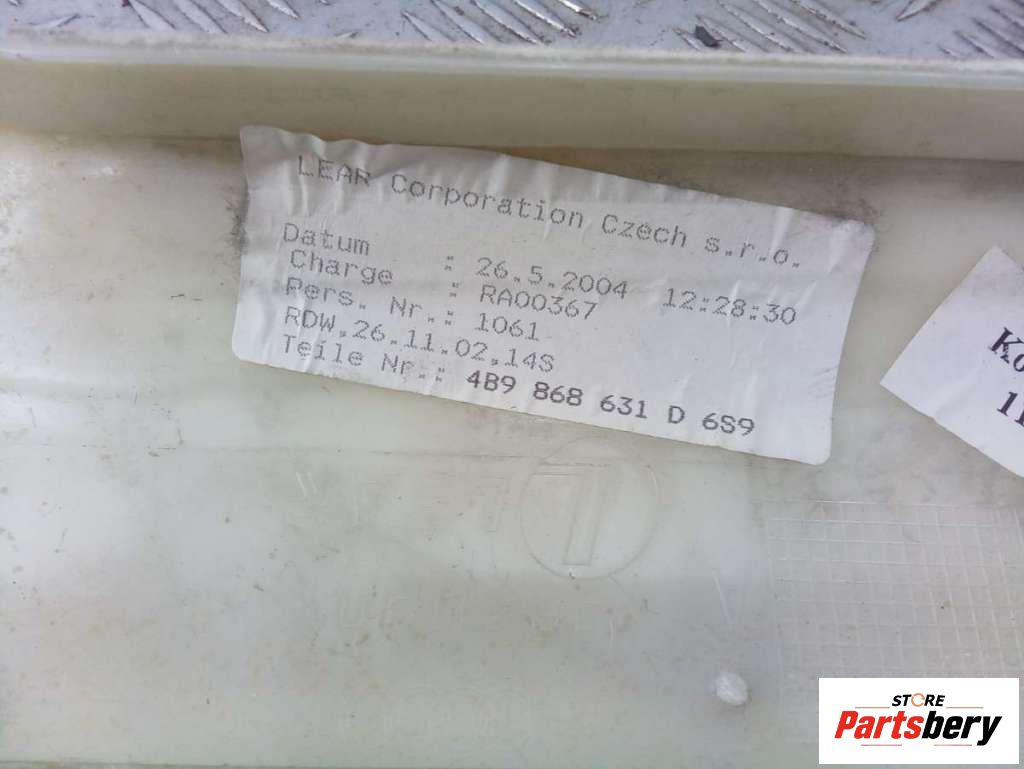 LEAR Corporation Czech s.r.o.
Datum : 26.5.2004 12:28:30
Charge : RA00367
Pers. Nr.: 1061
RDW.26.11.02.14S
Teile Nr.: 4B9 868 631 D 6S9
STORE
Partsbery